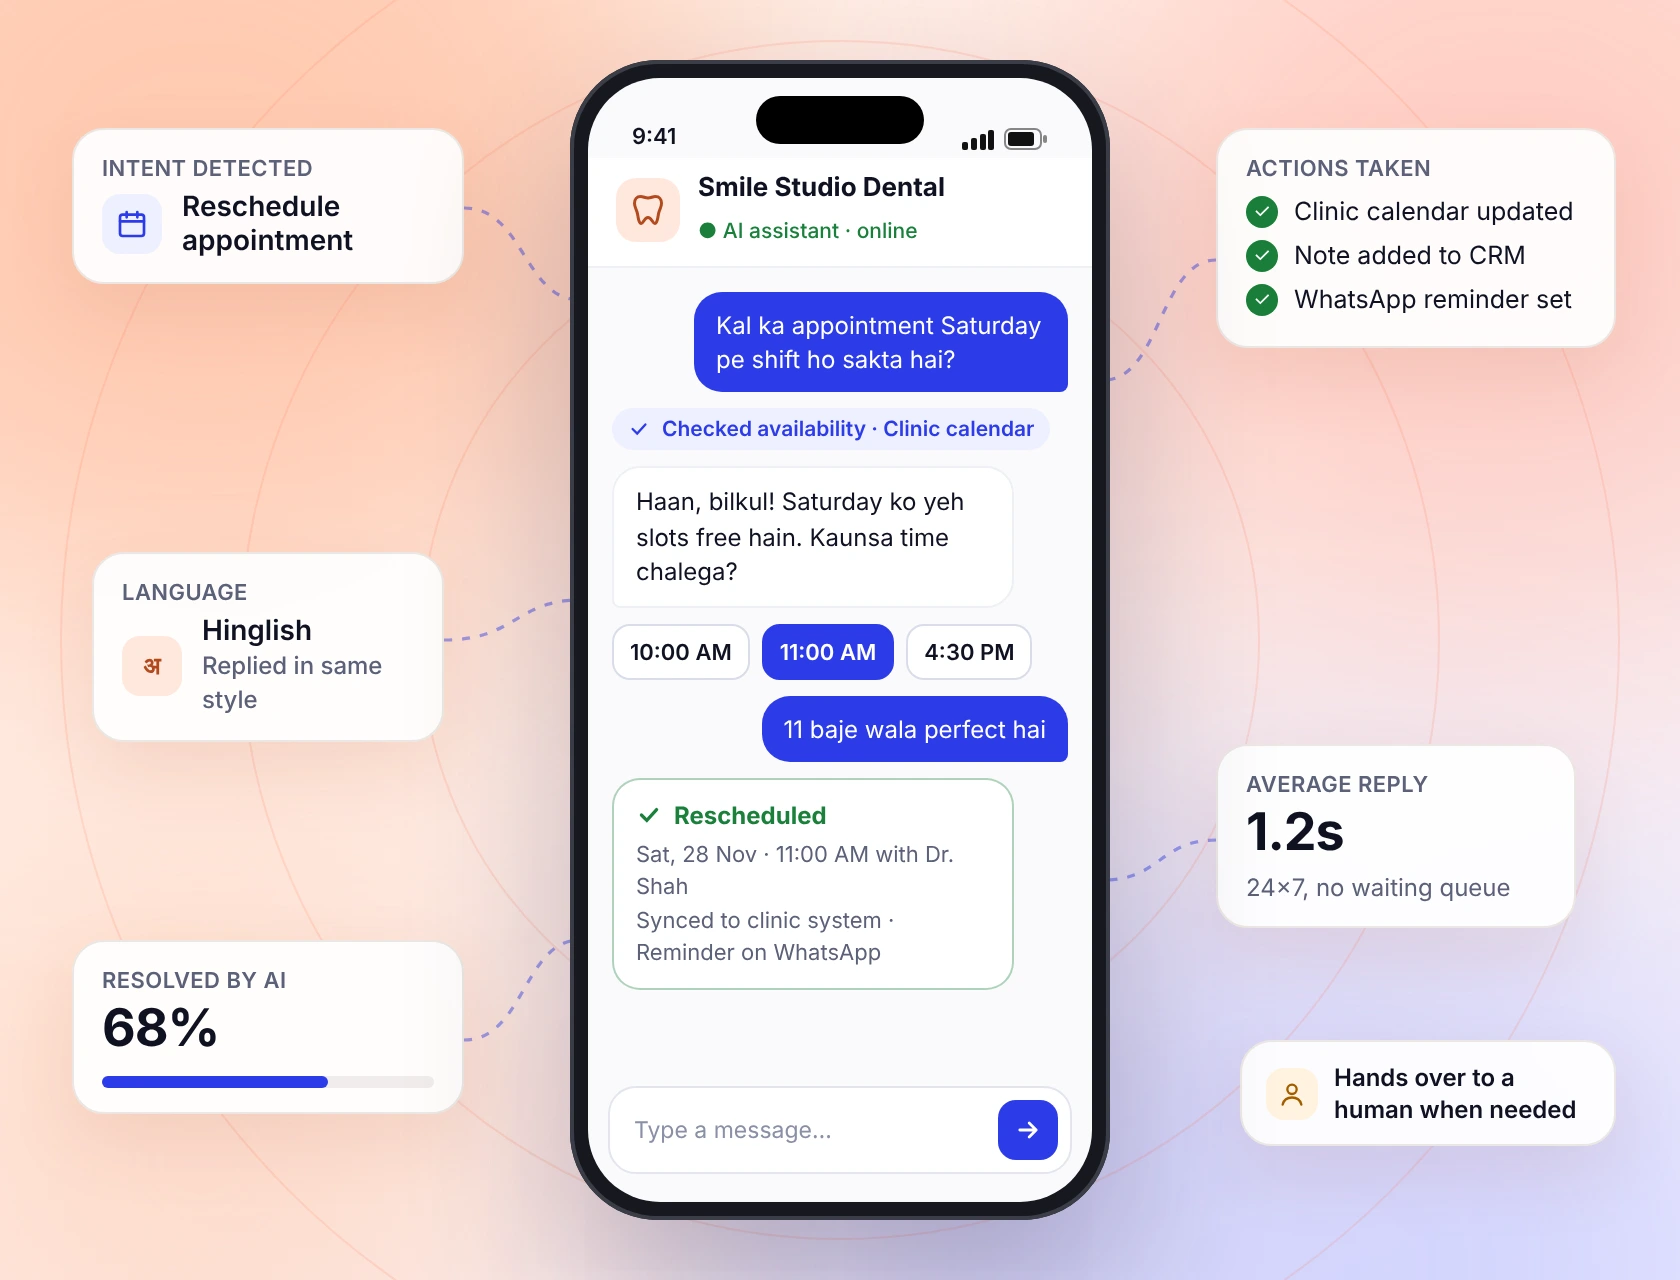 INTENT DETECTED
Reschedule
appointment
LANGUAGE
अ
Hinglish
Replied in same
style
RESOLVED BY AI
68%
9:41
Smile Studio Dental
AI assistant · online
Kal ka appointment Saturday
pe shift ho sakta hai?
Checked availability · Clinic calendar
Haan, bilkul! Saturday ko yeh
slots free hain. Kaunsa time
chalega?
10:00 AM 11:00 AM 4:30 PM
11 baje wala perfect hai
Rescheduled
Sat, 28 Nov · 11:00 AM with Dr.
Shah
Synced to clinic system ·
Reminder on WhatsApp
Type a message...
ACTIONS TAKEN
Clinic calendar updated
Note added to CRM
WhatsApp reminder set
AVERAGE REPLY
1.2s
24×7, no waiting queue
Hands over to a
human when needed